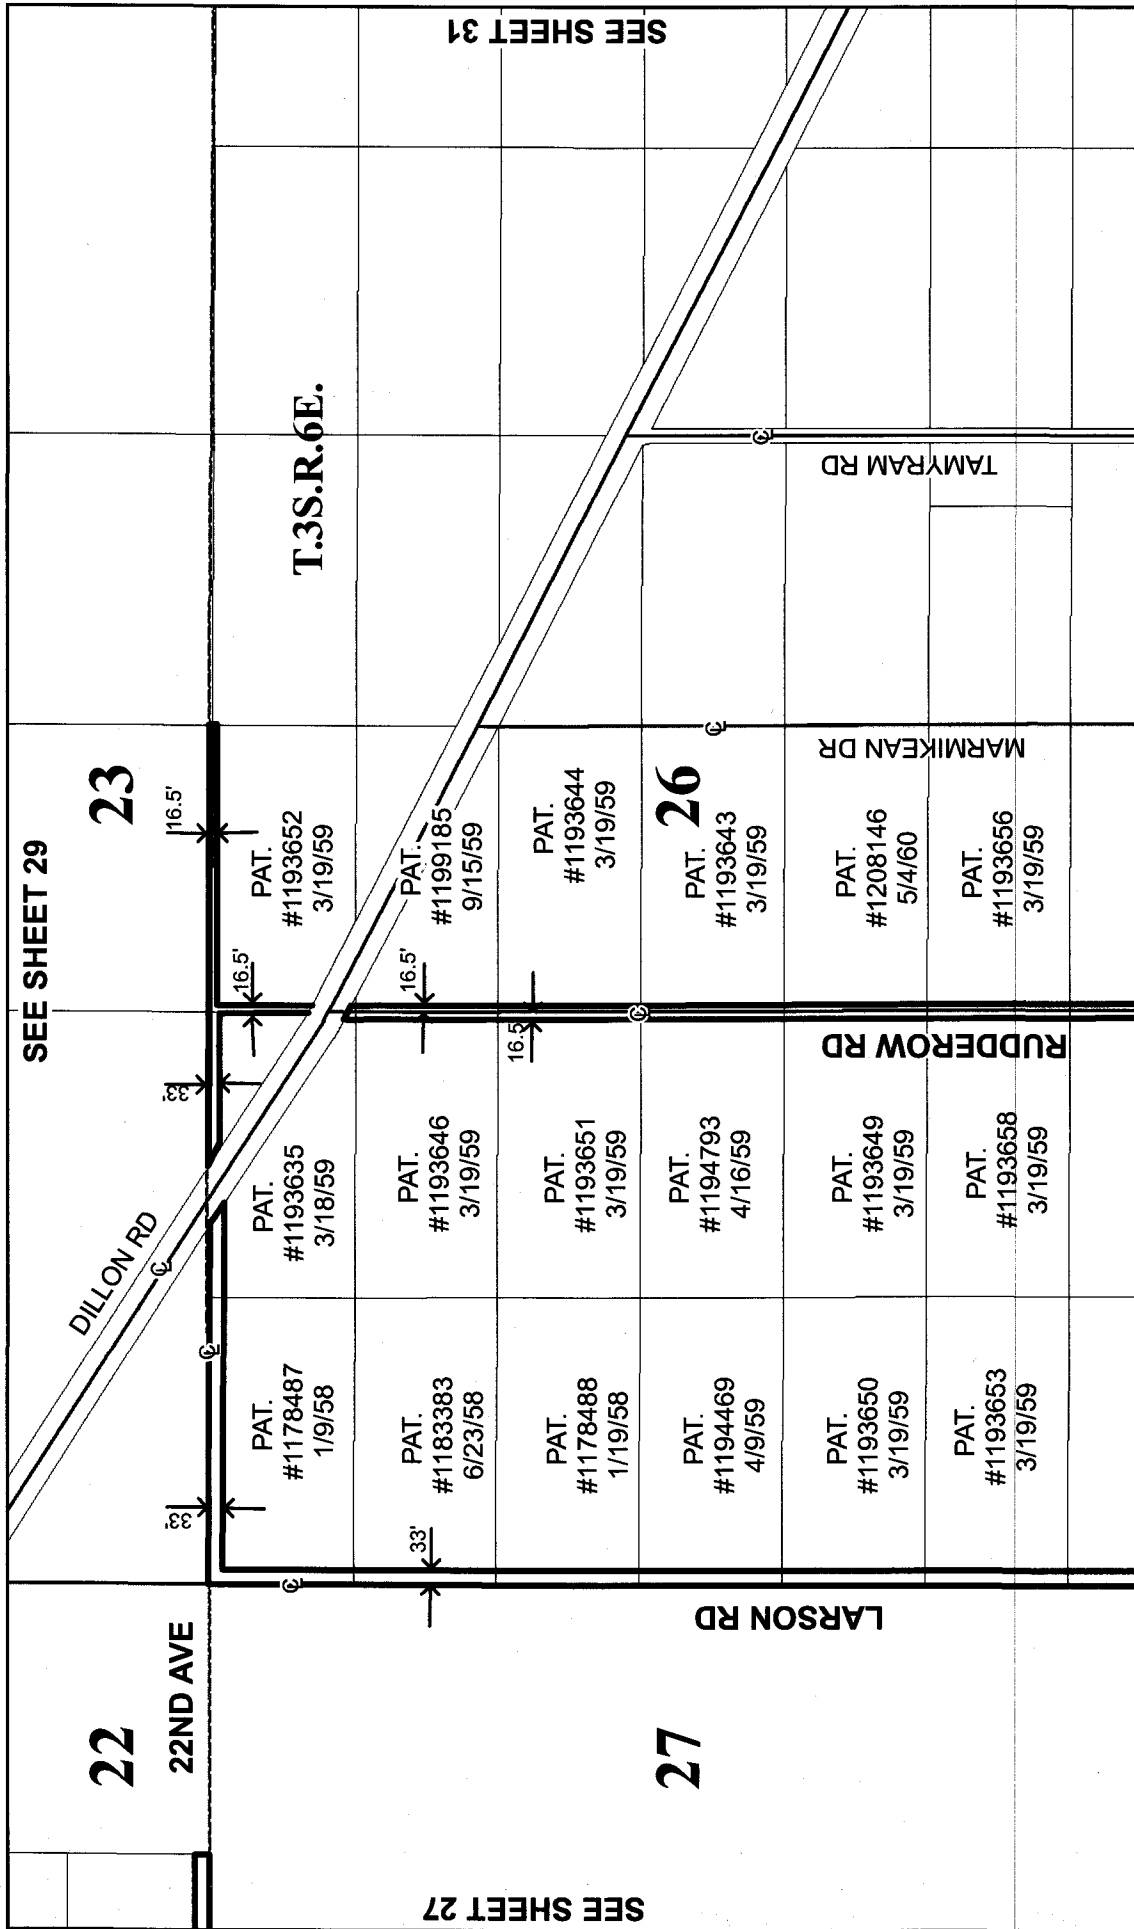 SEE SHEET 29
SEE SHEET 31
SEE SHEET 27
22
22ND AVE
23
DILLON RD
T.3S.R.6E.
33'
33'
16.5'
PAT.
#1178487
1/9/58
PAT.
#1193635
3/18/59
16.5'
PAT.
#1193652
3/19/59
33'
PAT.
#1183383
6/23/58
PAT.
#1193646
3/19/59
16.5'
PAT.
#1199185
9/15/59
PAT.
#1178488
1/19/58
PAT.
#1193651
3/19/59
16.5'
PAT.
#1193644
3/19/59
27
26
PAT.
#1194469
4/9/59
PAT.
#1194793
4/16/59
PAT.
#1193643
3/19/59
PAT.
#1193650
3/19/59
PAT.
#1193649
3/19/59
PAT.
#1208146
5/4/60
PAT.
#1193653
3/19/59
PAT.
#1193658
3/19/59
PAT.
#1193656
3/19/59
LARSON RD
RUDDEROW RD
MARMIKEAN DR
TAMYRAM RD